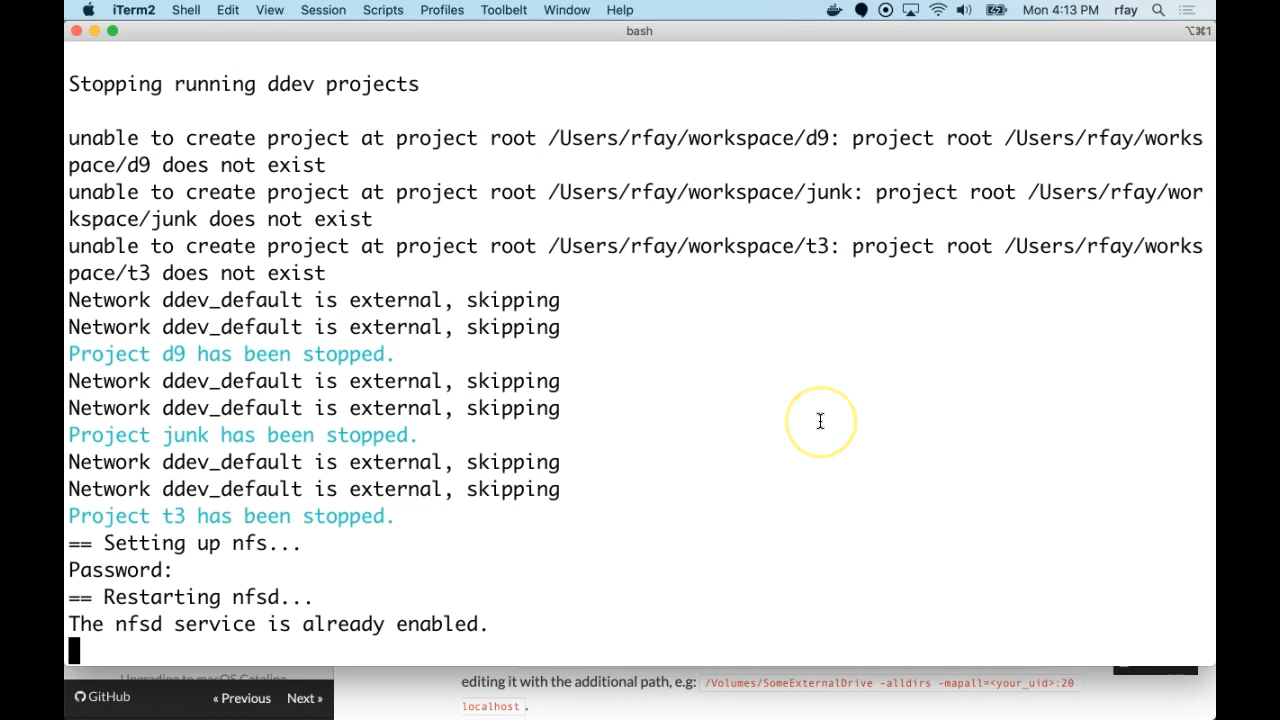 iTerm2 Shell Edit View Session Scripts Profiles Toolbelt Window Help Mon 4:13 PM rfay
bash ⌥⌘1
Stopping running ddev projects
unable to create project at project root /Users/rfay/workspace/d9: project root /Users/rfay/works
pace/d9 does not exist
unable to create project at project root /Users/rfay/workspace/junk: project root /Users/rfay/wor
kspace/junk does not exist
unable to create project at project root /Users/rfay/workspace/t3: project root /Users/rfay/works
pace/t3 does not exist
Network ddev_default is external, skipping
Network ddev_default is external, skipping
Project d9 has been stopped.
Network ddev_default is external, skipping
Network ddev_default is external, skipping
Project junk has been stopped.
Network ddev_default is external, skipping
Network ddev_default is external, skipping
Project t3 has been stopped.
== Setting up nfs...
Password:
== Restarting nfsd...
The nfsd service is already enabled.
Upgrading to macOS Catalina
editing it with the additional path, e.g: /Volumes/SomeExternalDrive -alldirs -mapall=<your_uid>:20
GitHub « Previous Next »
localhost .